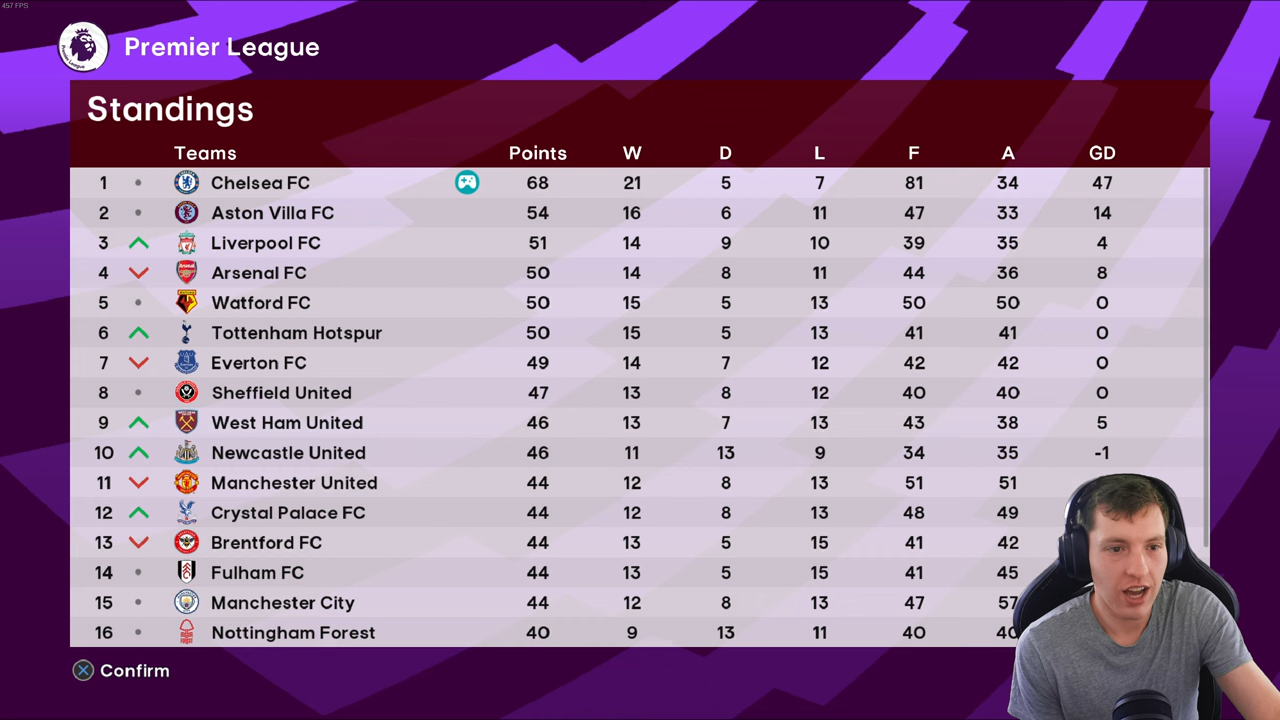 457 FPS
Premier League
Standings
Teams Points W D L F A GD
1 Chelsea FC 68 21 5 7 81 34 47
2 Aston Villa FC 54 16 6 11 47 33 14
3 Liverpool FC 51 14 9 10 39 35 4
4 Arsenal FC 50 14 8 11 44 36 8
5 Watford FC 50 15 5 13 50 50 0
6 Tottenham Hotspur 50 15 5 13 41 41 0
7 Everton FC 49 14 7 12 42 42 0
8 Sheffield United 47 13 8 12 40 40 0
9 West Ham United 46 13 7 13 43 38 5
10 Newcastle United 46 11 13 9 34 35 -1
11 Manchester United 44 12 8 13 51 51
12 Crystal Palace FC 44 12 8 13 48 49
13 Brentford FC 44 13 5 15 41 42
14 Fulham FC 44 13 5 15 41 45
15 Manchester City 44 12 8 13 47 57
16 Nottingham Forest 40 9 13 11 40 40
Confirm